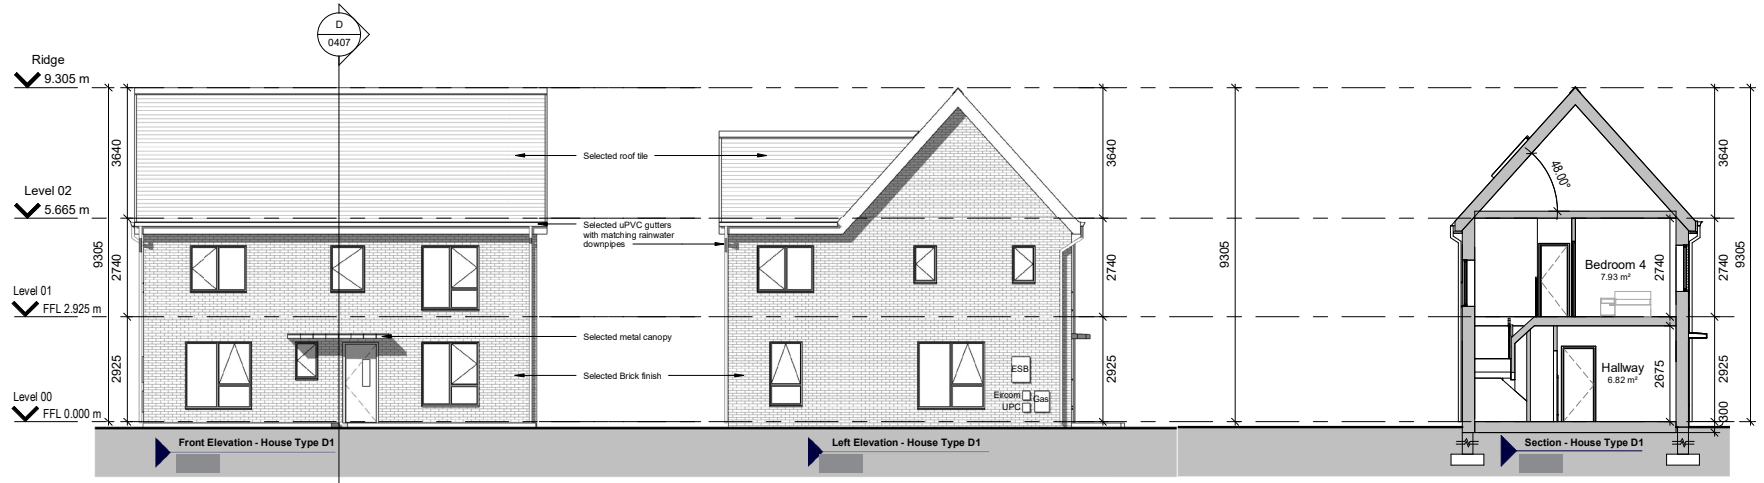 D
0407
Ridge
9.305 m
Level 02
5.665 m
Level 01
FFL 2.925 m
Level 00
FFL 0.000 m
9305
3640
2740
2925
Selected roof tile
Selected uPVC gutters
with matching rainwater
downpipes
Selected metal canopy
Selected Brick finish
ESB
Eircom
UPC
Gas
3640
2740
2925
9305
48.00°
Bedroom 4
7.93 m²
2740
Hallway
6.82 m²
2675
3640
2740
2925
300
9305
Front Elevation - House Type D1
Left Elevation - House Type D1
Section - House Type D1